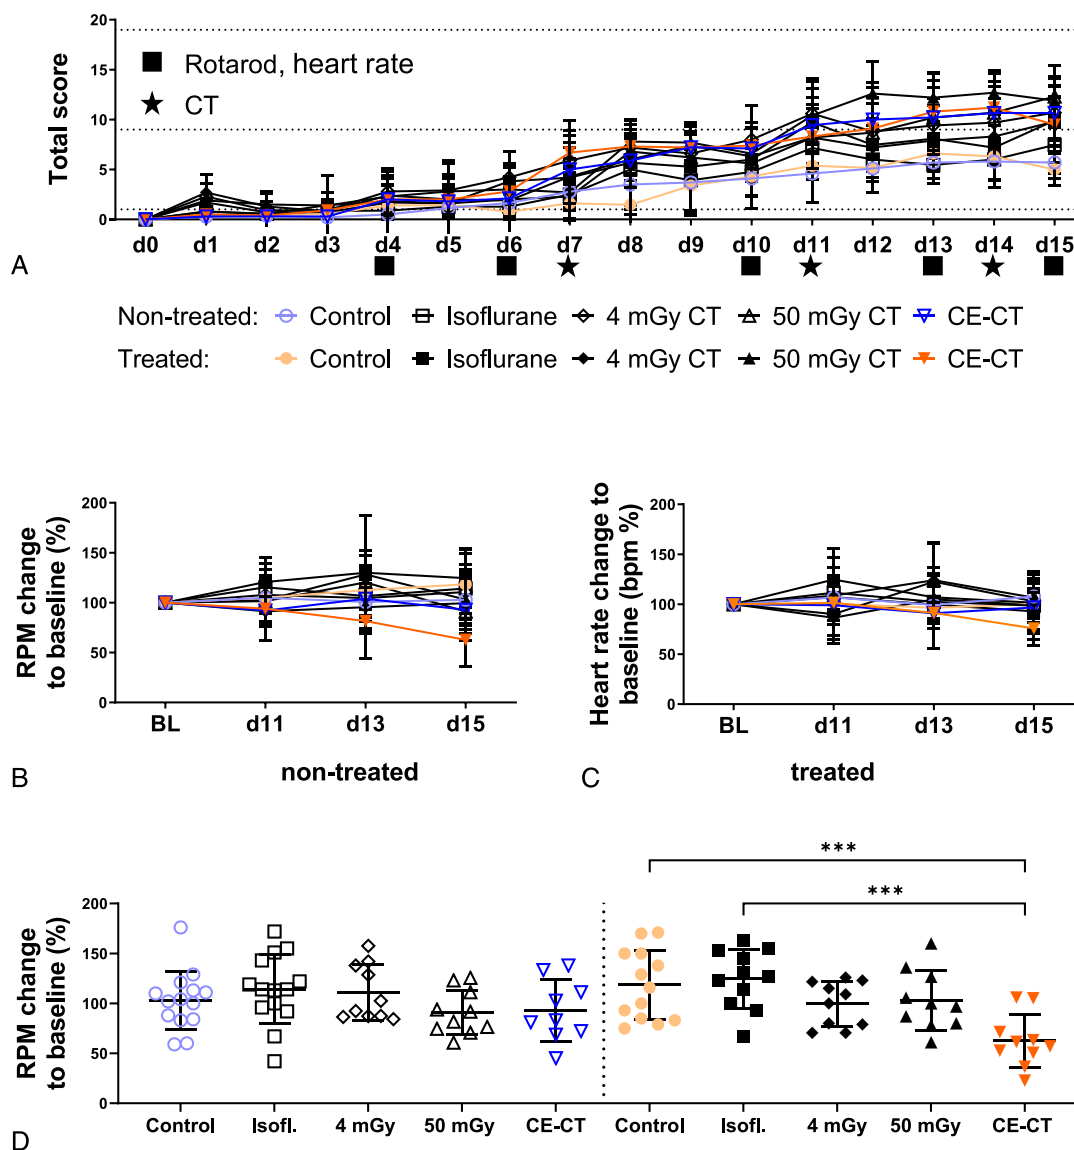 Total score
20
15
10
5
0
Rotarod, heart rate
CT
d0 d1 d2 d3 d4 d5 d6 d7 d8 d9 d10 d11 d12 d13 d14 d15
A
Non-treated: Control Isoflurane 4 mGy CT 50 mGy CT CE-CT
Treated: Control Isoflurane 4 mGy CT 50 mGy CT CE-CT
RPM change
to baseline (%)
200
150
100
50
0
BL d11 d13 d15
B
Heart rate change to
baseline (bpm %)
200
150
100
50
0
BL d11 d13 d15
C
non-treated
treated
***
***
RPM change
to baseline (%)
200
150
100
50
0
Control Isofl. 4 mGy 50 mGy CE-CT Control Isofl. 4 mGy 50 mGy CE-CT
D